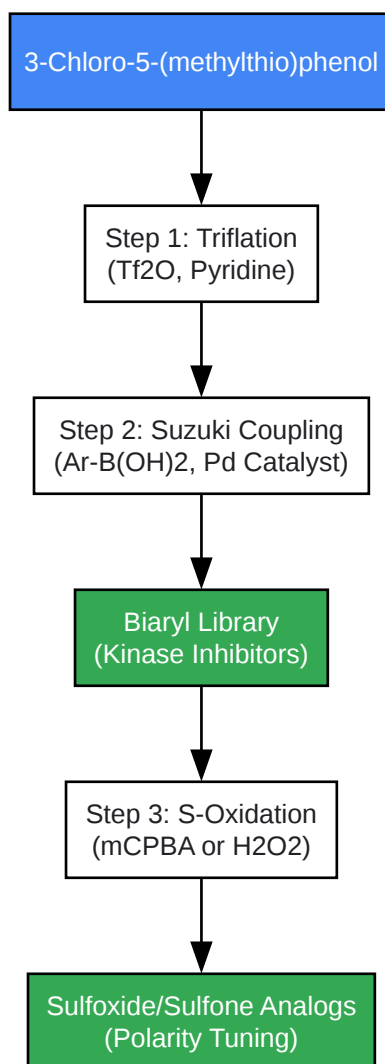 3-Chloro-5-(methylthio)phenol
Step 1: Triflation
(Tf2O, Pyridine)
Step 2: Suzuki Coupling
(Ar-B(OH)2, Pd Catalyst)
Biaryl Library
(Kinase Inhibitors)
Step 3: S-Oxidation
(mCPBA or H2O2)
Sulfoxide/Sulfone Analogs
(Polarity Tuning)